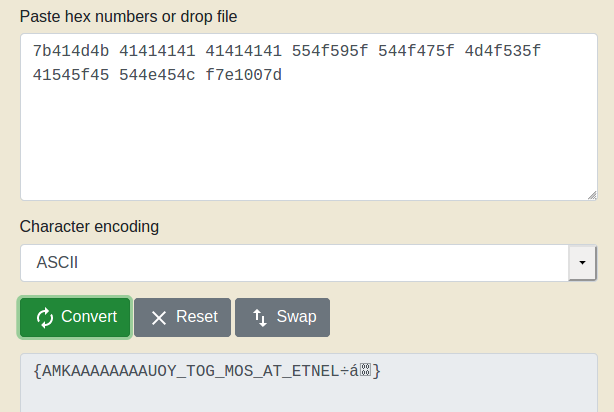 Paste hex numbers or drop file
7b414d4b 41414141 41414141 554f595f 544f475f 4d4f535f
41545f45 544e454c f7e1007d
Character encoding
ASCII
Convert Reset Swap
{AMKAAAAAAAAUOY_TOG_MOS_AT_ETNEL÷á}